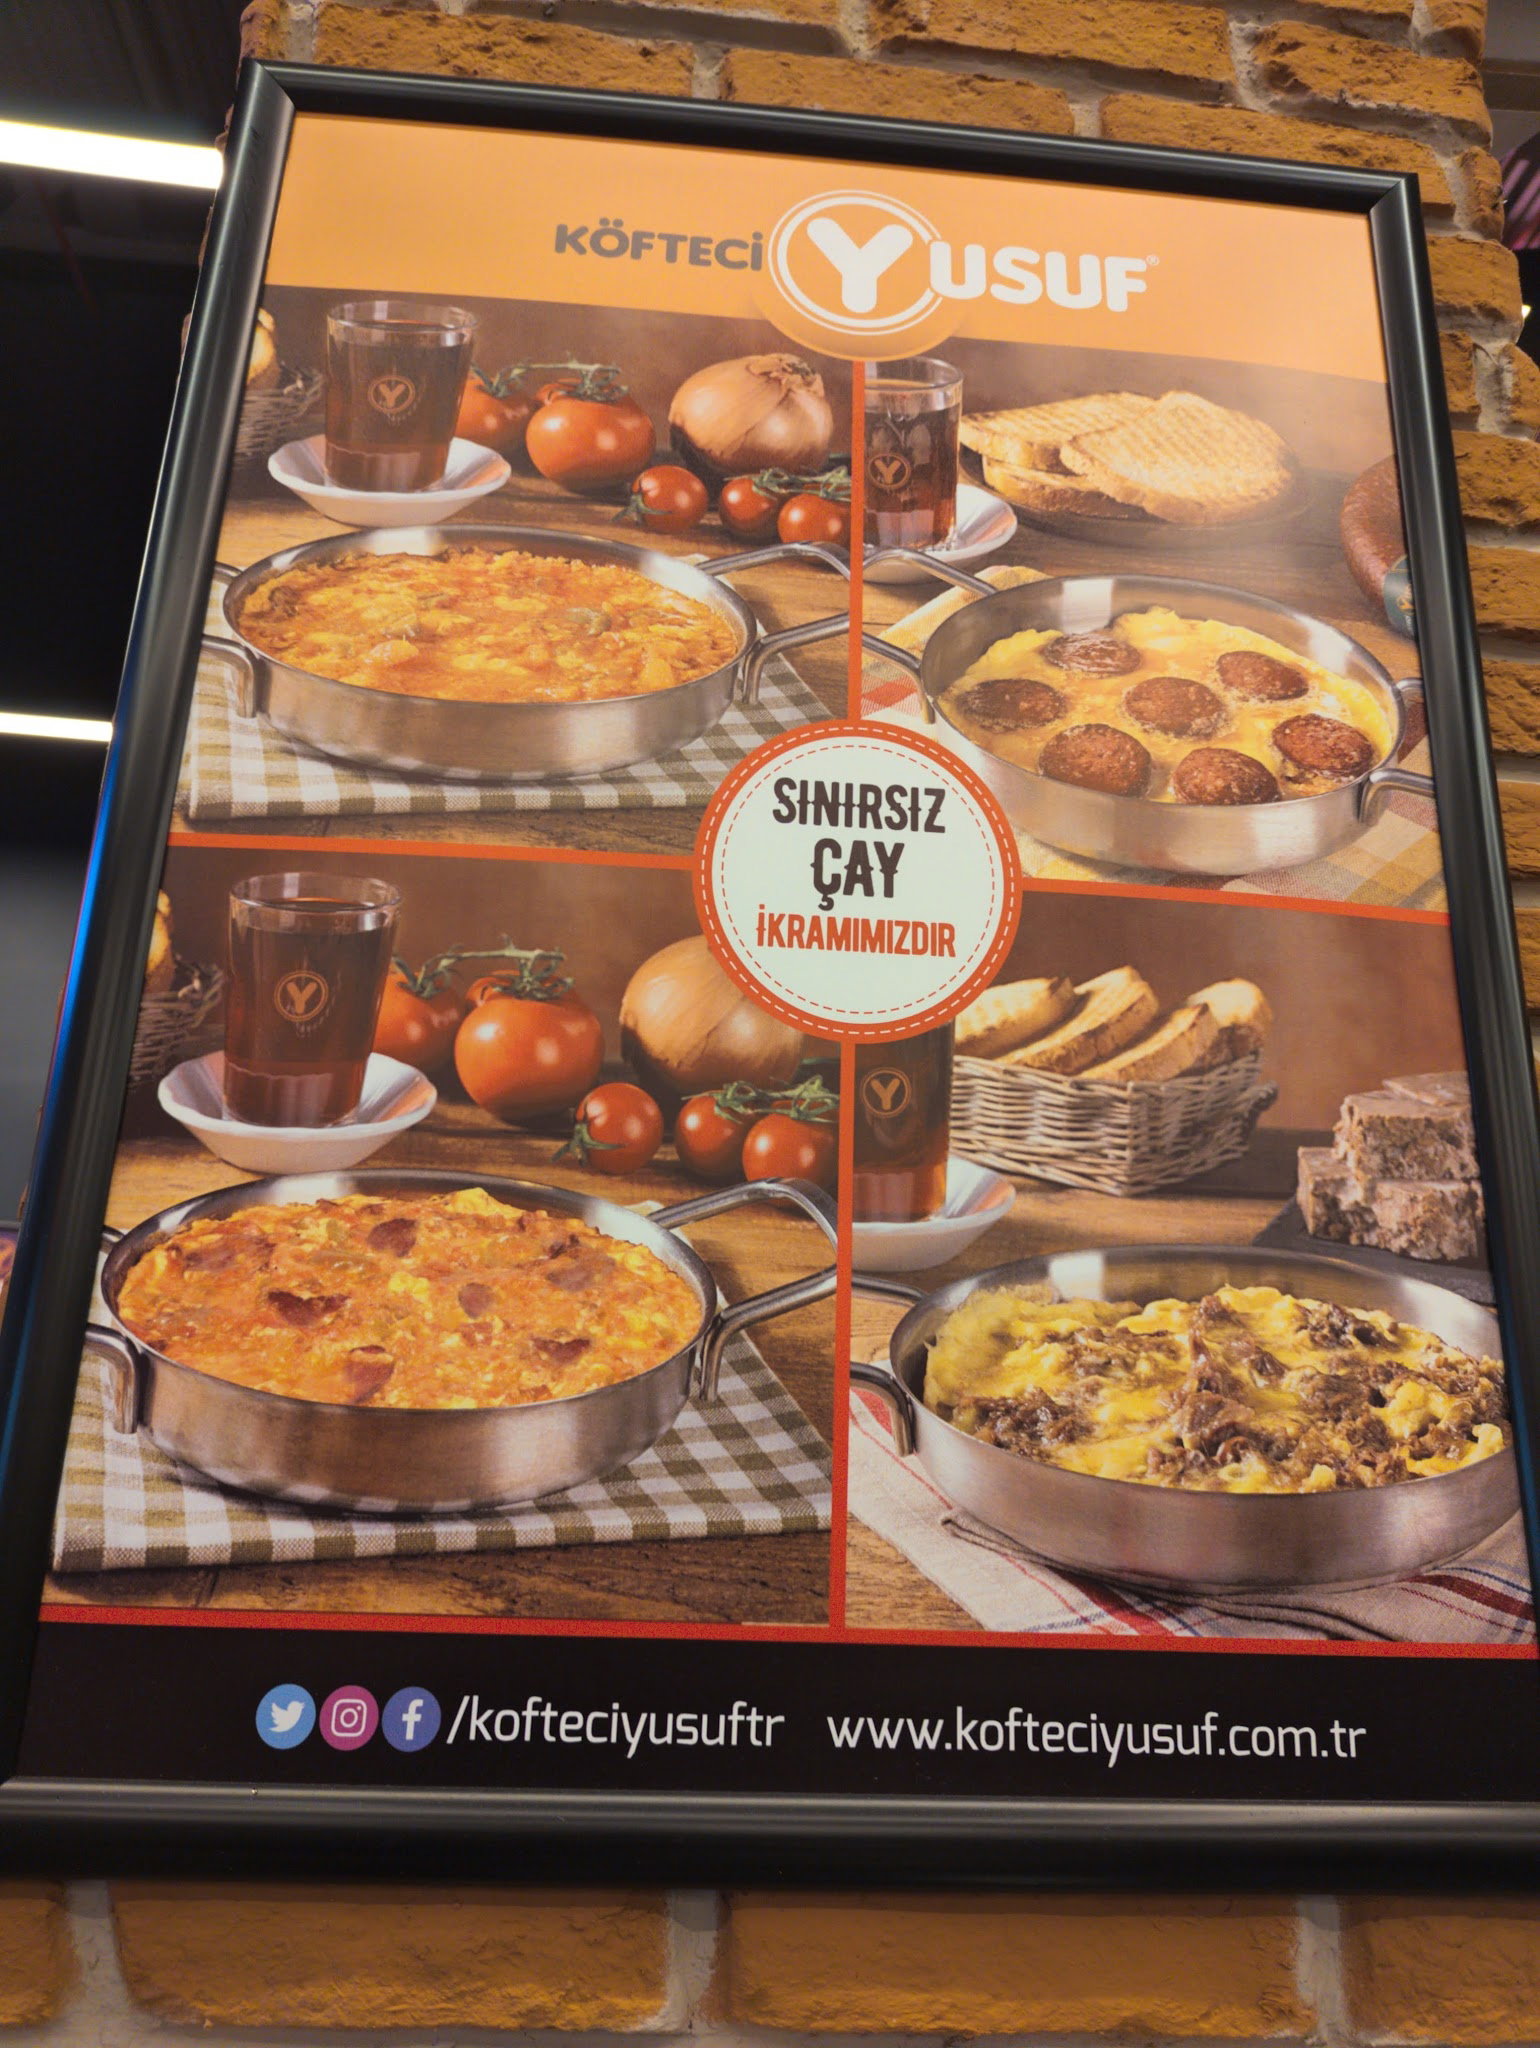 KÖFTECİ YUSUF®
SINIRSIZ
ÇAY
İKRAMIMIZDIR
/kofteciyusuftr www.kofteciyusuf.com.tr